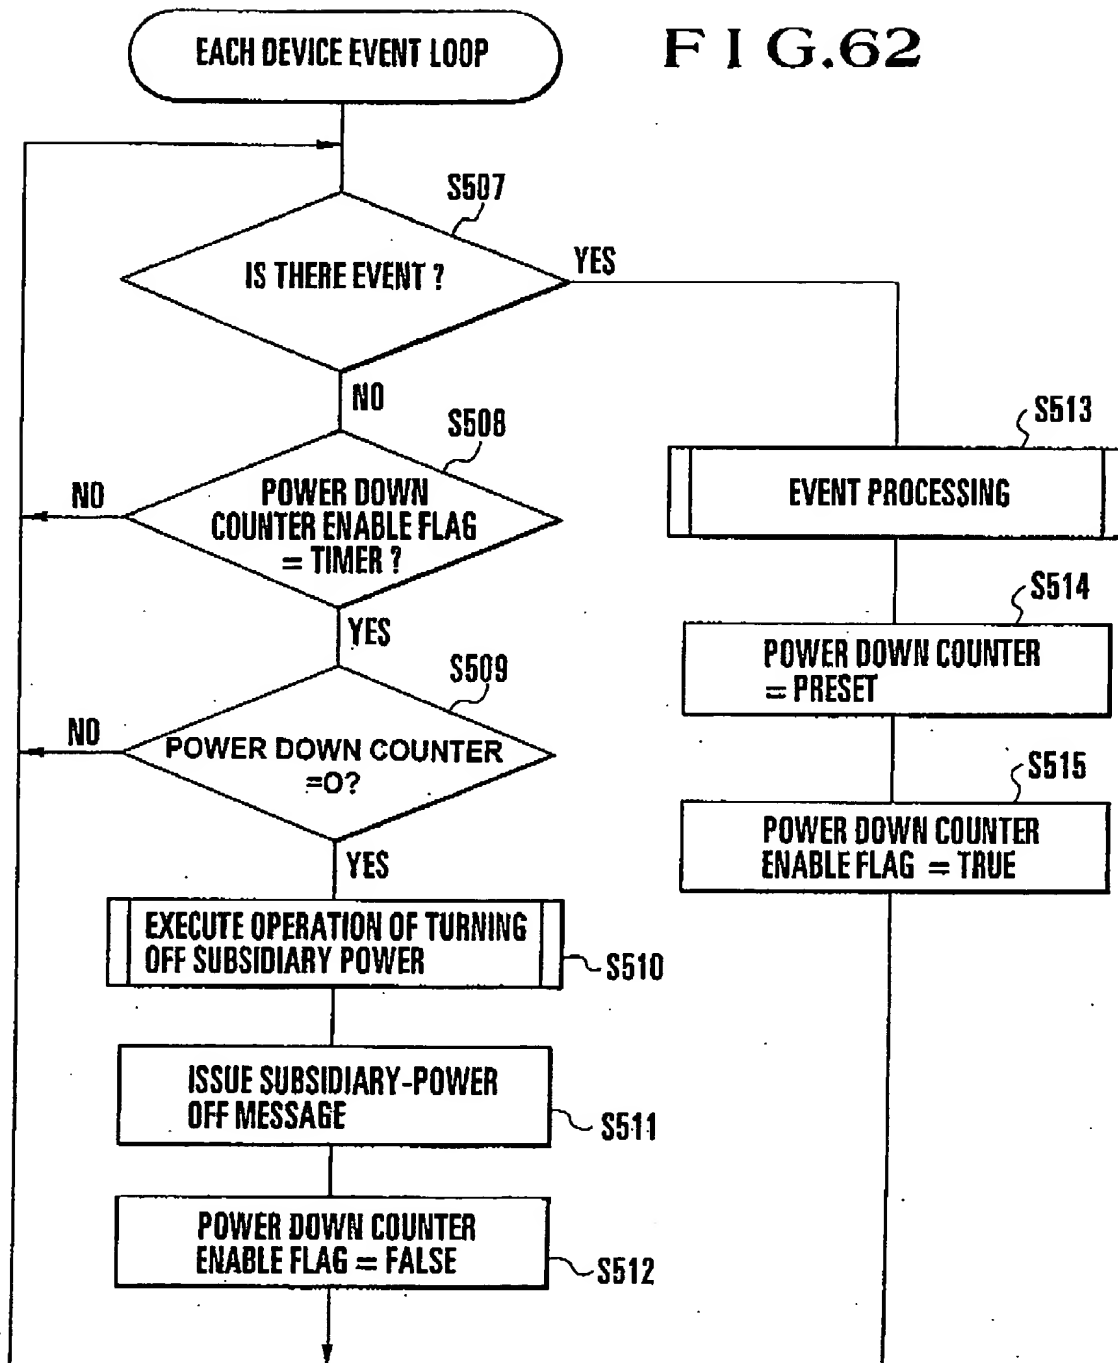 EACH DEVICE EVENT LOOP
F I G.62
S507
IS THERE EVENT ?
YES
NO
S508
POWER DOWN
COUNTER ENABLE FLAG
= TIMER ?
NO
YES
S509
POWER DOWN COUNTER
=0?
NO
YES
EXECUTE OPERATION OF TURNING
OFF SUBSIDIARY POWER
S510
ISSUE SUBSIDIARY-POWER
OFF MESSAGE
S511
POWER DOWN COUNTER
ENABLE FLAG = FALSE
S512
S513
EVENT PROCESSING
S514
POWER DOWN COUNTER
= PRESET
S515
POWER DOWN COUNTER
ENABLE FLAG = TRUE